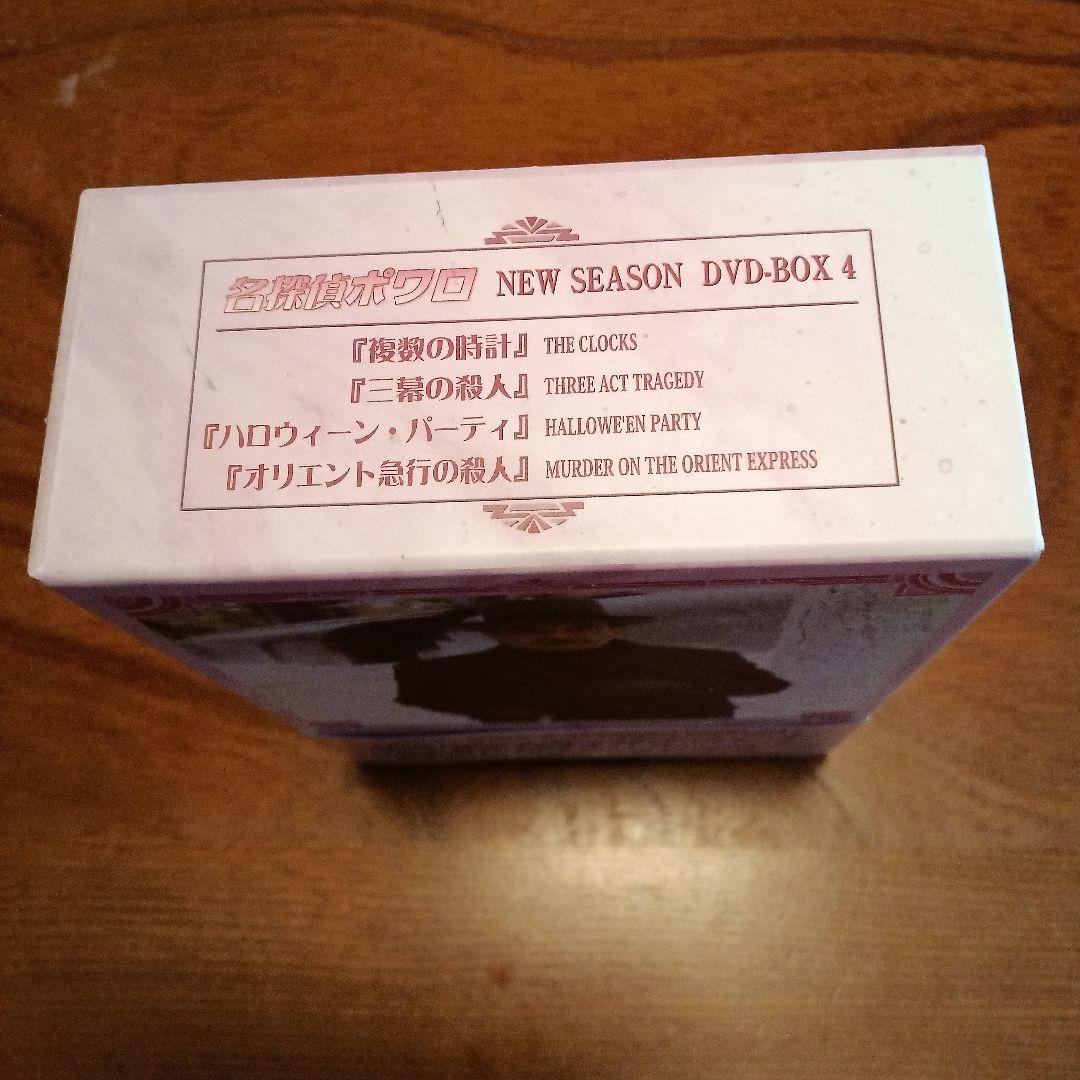 名探偵ポワロ NEW SEASON DVD-BOX 4
『複数の時計』 THE CLOCKS
『三幕の殺人』 THREE ACT TRAGEDY
『ハロウィーン・パーティ』 HALLOWE'EN PARTY
『オリエント急行の殺人』 MURDER ON THE ORIENT EXPRESS